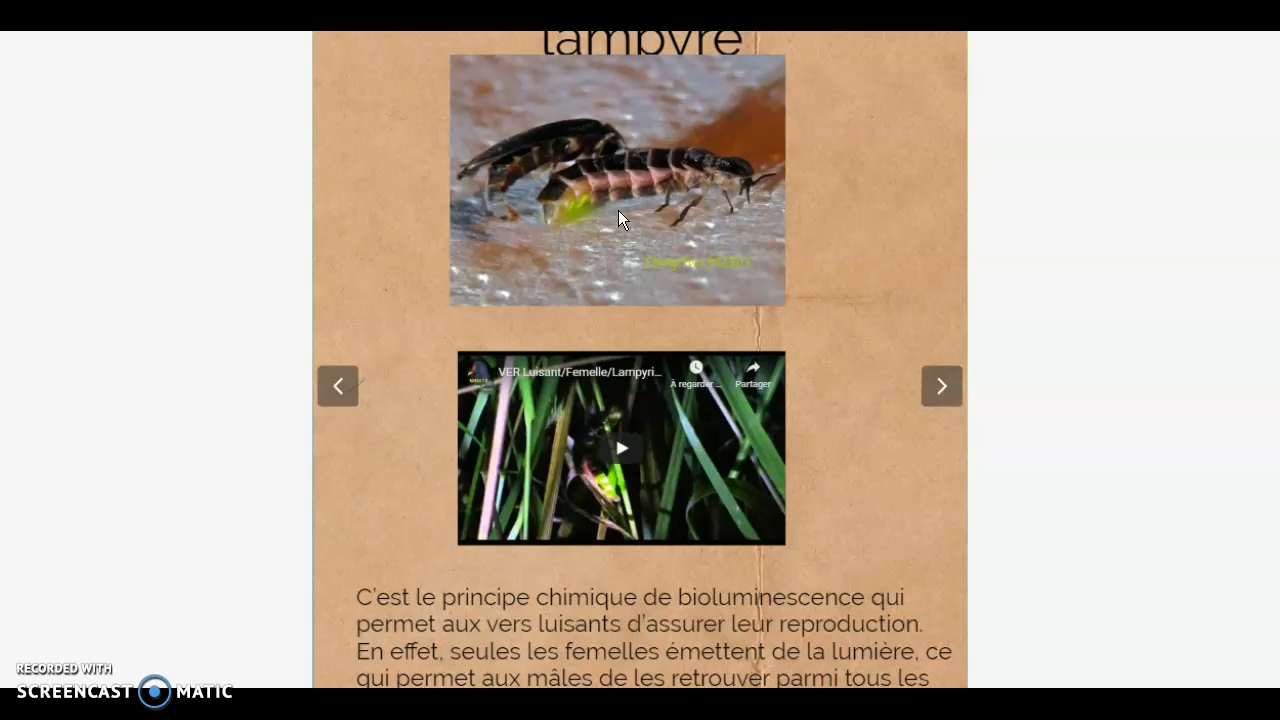 lampyre
VER Luisant/Femelle/Lampyri...
À regarder ...
Partager
C'est le principe chimique de bioluminescence qui
permet aux vers luisants d'assurer leur reproduction.
En effet, seules les femelles émettent de la lumière, ce
qui permet aux mâles de les retrouver parmi tous les
RECORDED WITH
SCREENCAST MATIC